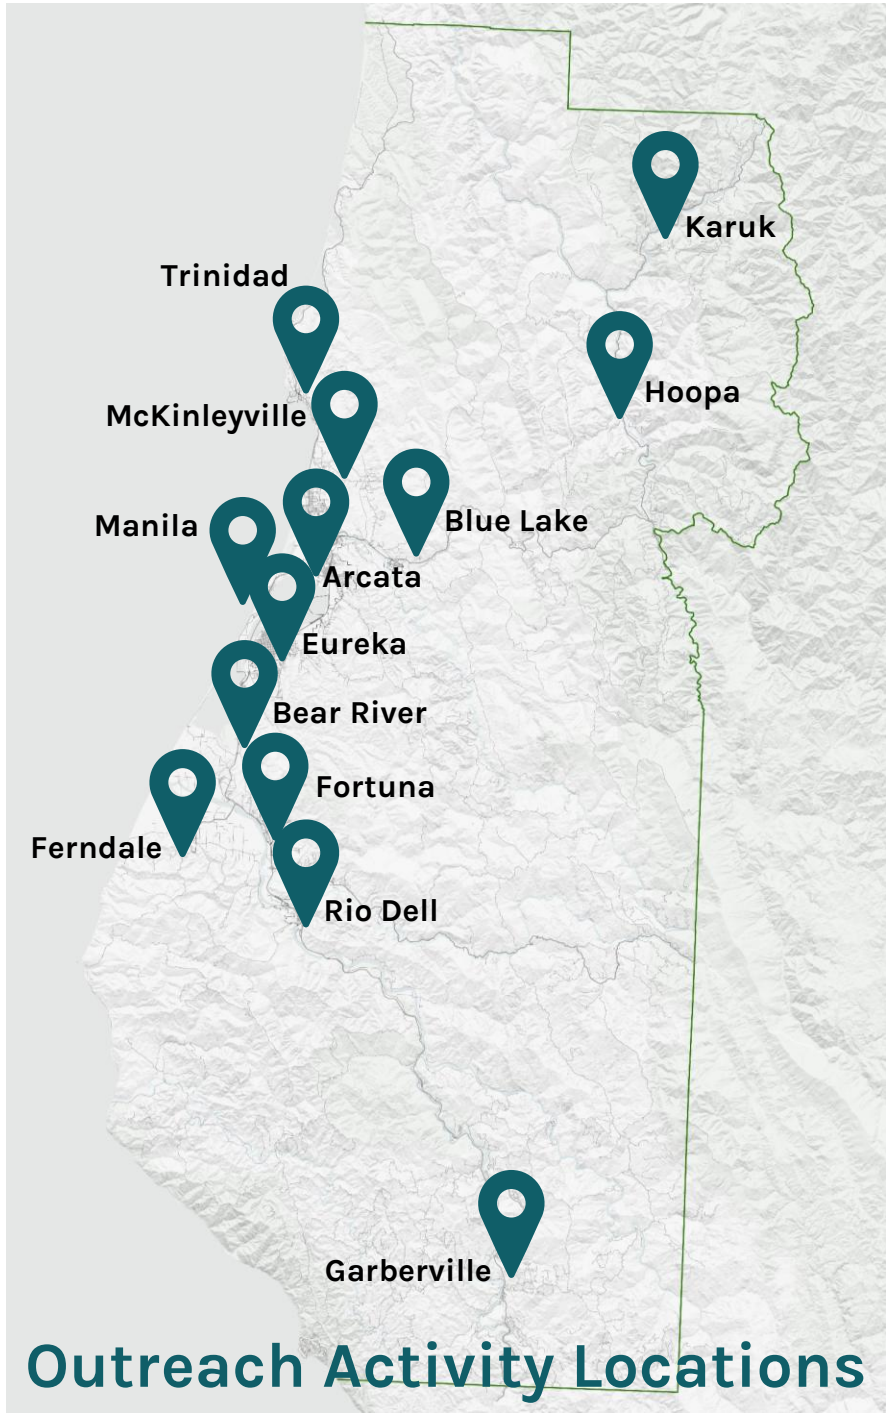 Karuk
Trinidad
Hoopa
McKinleyville
Blue Lake
Manila
Arcata
Eureka
Bear River
Fortuna
Ferndale
Rio Dell
Garberville
Outreach Activity Locations